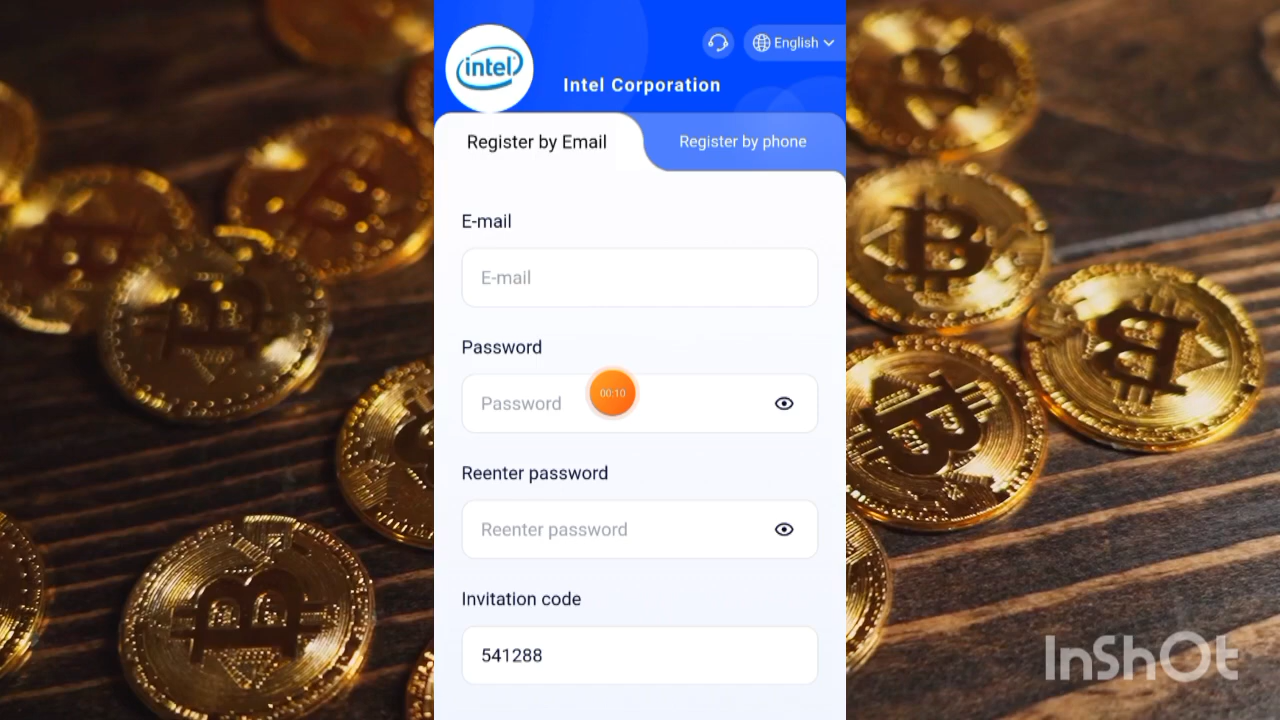 intel
English
Intel Corporation
Register by Email
Register by phone
E-mail
E-mail
Password
Password
00:10
Reenter password
Reenter password
Invitation code
541288
InShOt